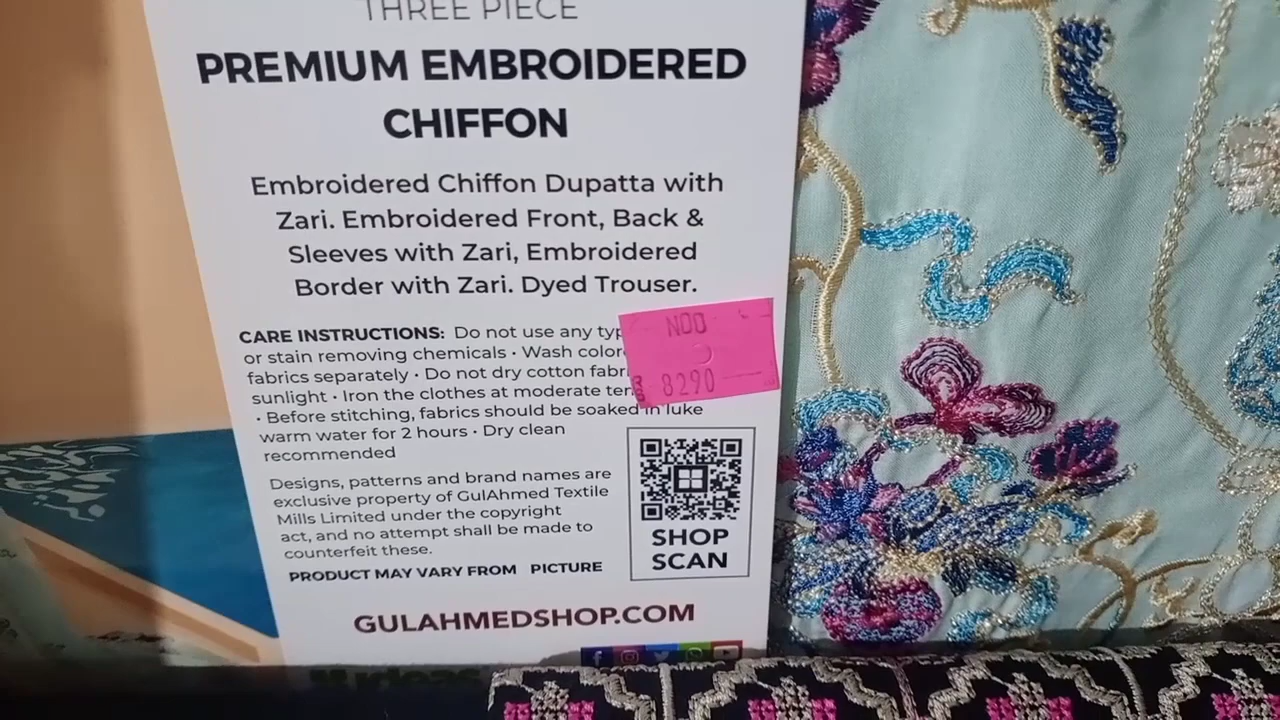 THREE PIECE
PREMIUM EMBROIDERED
CHIFFON
Embroidered Chiffon Dupatta with
Zari. Embroidered Front, Back &
Sleeves with Zari, Embroidered
Border with Zari. Dyed Trouser.
CARE INSTRUCTIONS: Do not use any
or stain removing chemicals · Wash
fabrics separately · Do not dry cotton
sunlight · Iron the clothes at moderate
· Before stitching, fabrics should be soaked in luke
warm water for 2 hours · Dry clean
recommended
NOO
8290
Designs, patterns and brand names are
exclusive property of GulAhmed Textile
Mills Limited under the copyright
act, and no attempt shall be made to
counterfeit these.
PRODUCT MAY VARY FROM PICTURE
SHOP
SCAN
GULAHMEDSHOP.COM
ideas